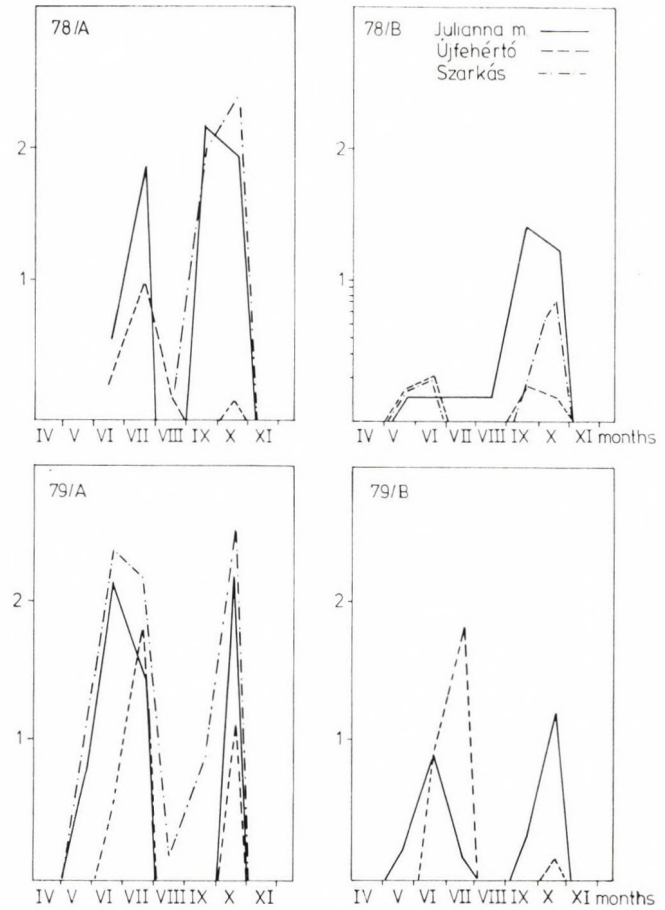 78/A
2
1
IV V VI VII VIII IX X XI
78/B
Julianna m.
Újfehértó
Szarkás
2
1
IV V VI VII VIII IX X XI months
79/A
2
1
IV V VI VII VIII IX X XI
79/B
2
1
IV V VI VII VIII IX X XI months